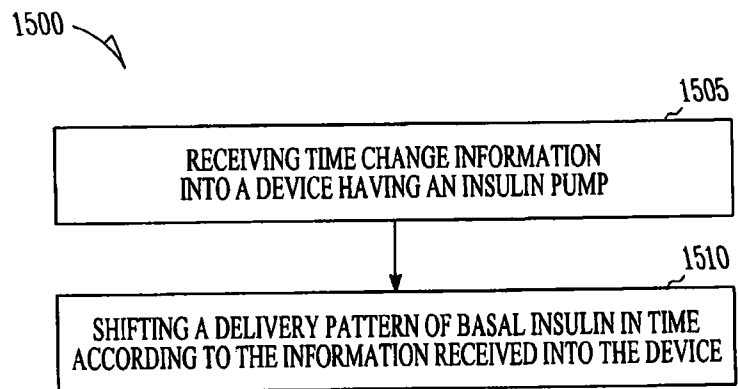 1500
1505
RECEIVING TIME CHANGE INFORMATION
INTO A DEVICE HAVING AN INSULIN PUMP
1510
SHIFTING A DELIVERY PATTERN OF BASAL INSULIN IN TIME
ACCORDING TO THE INFORMATION RECEIVED INTO THE DEVICE